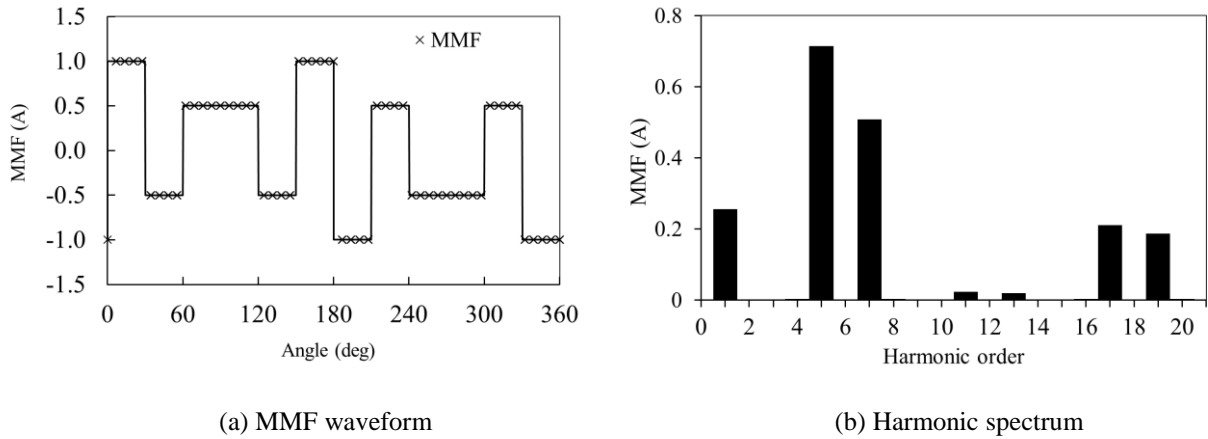 1.5
1.0
0.5
0.0
-0.5
-1.0
-1.5
MMF (A)
MMF
0 60 120 180 240 300 360
Angle (deg)
(a) MMF waveform
0.8
0.6
0.4
0.2
0
MMF (A)
0 2 4 6 8 10 12 14 16 18 20
Harmonic order
(b) Harmonic spectrum